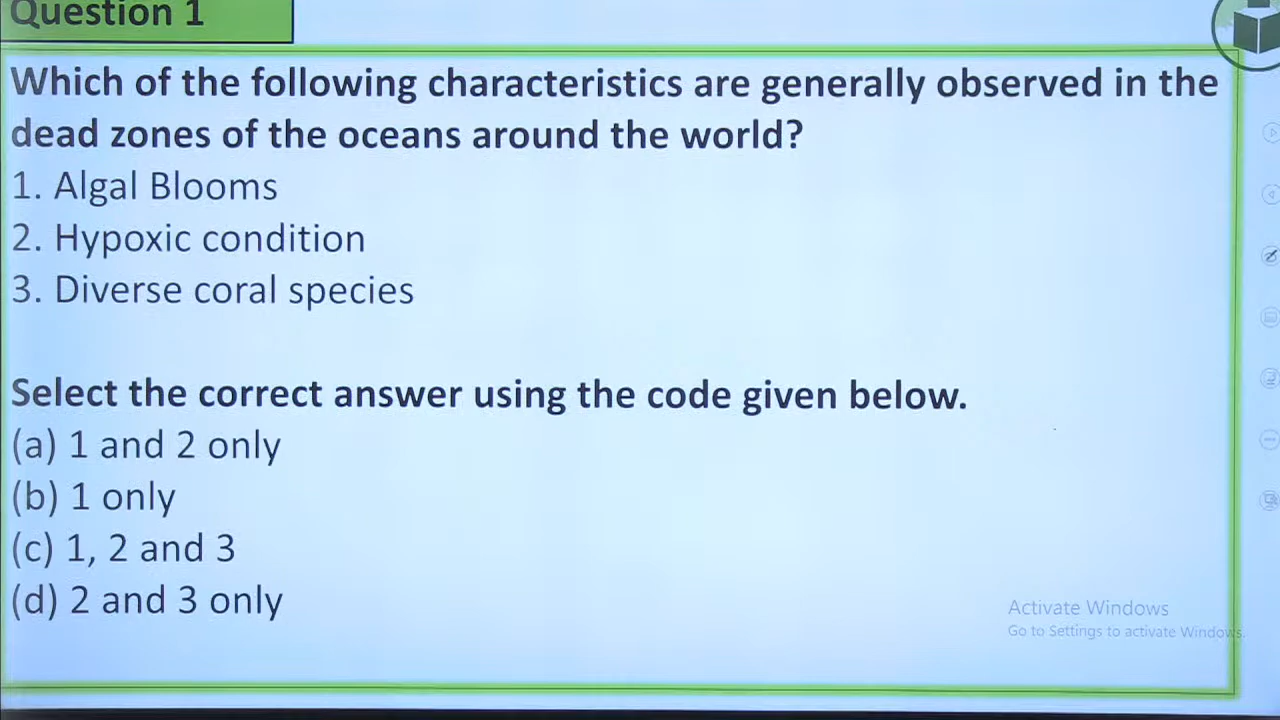 Question 1
Which of the following characteristics are generally observed in the
dead zones of the oceans around the world?
1. Algal Blooms
2. Hypoxic condition
3. Diverse coral species
Select the correct answer using the code given below.
(a) 1 and 2 only
(b) 1 only
(c) 1, 2 and 3
(d) 2 and 3 only
Activate Windows
Go to Settings to activate Windows.